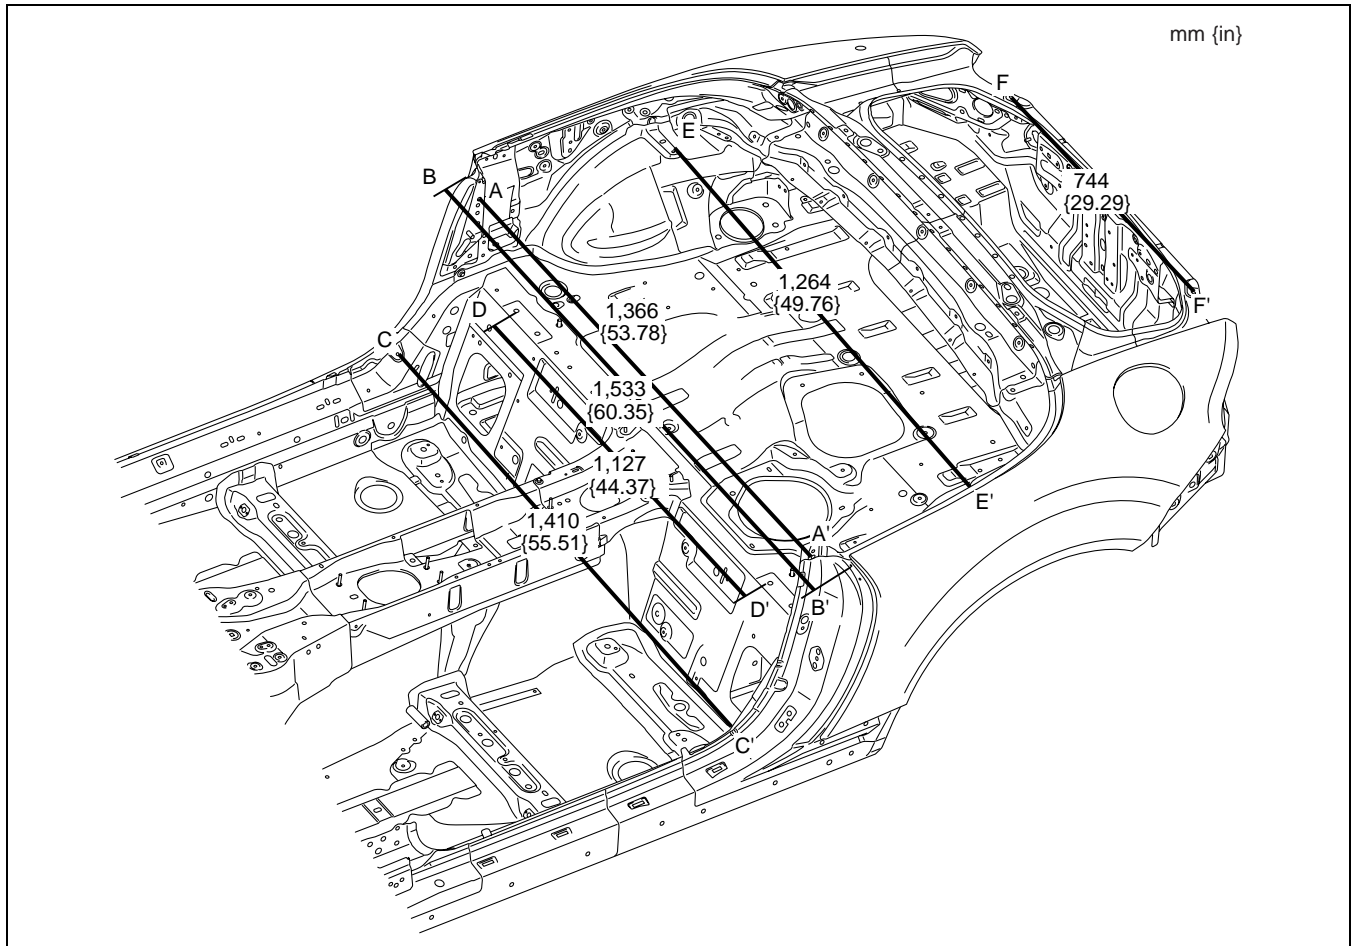 mm {in}
F
E
B
A
744
{29.29}
1,264
{49.76}
F'
D
1,366
{53.78}
C
1,533
{60.35}
1,127
{44.37}
E'
1,410
{55.51}
A'
D'
B'
C'